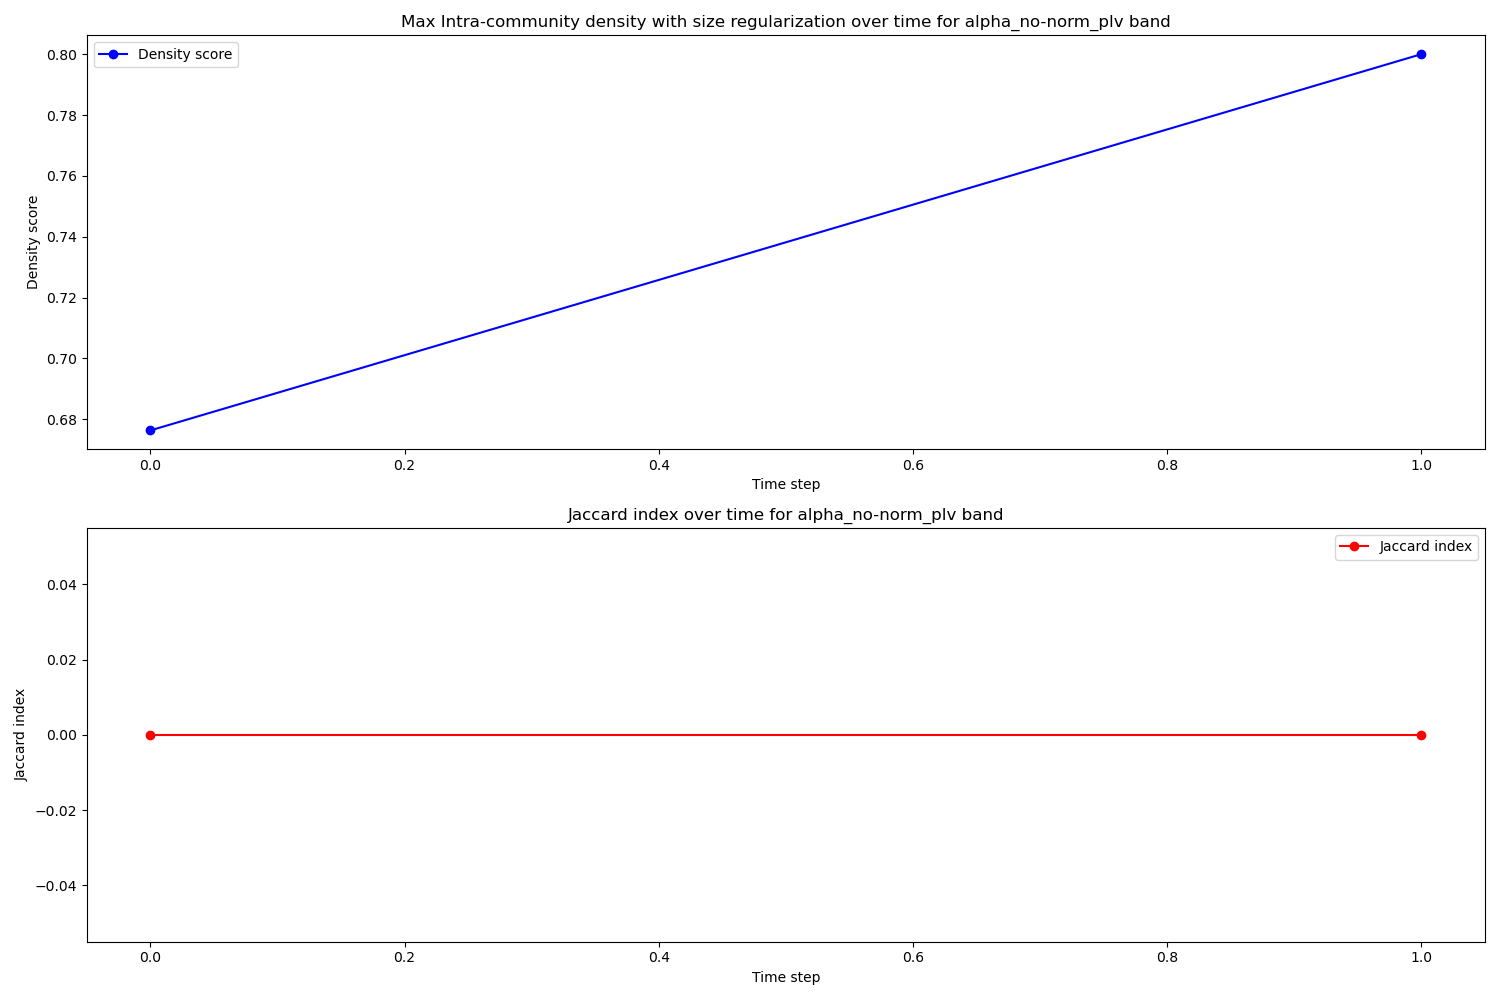 Max Intra-community density with size regularization over time for alpha_no-norm_plv band
Density score
0.80
0.78
0.76
0.74
0.72
0.70
0.68
Density score
0.0 0.2 0.4 0.6 0.8 1.0
Time step
Jaccard index over time for alpha_no-norm_plv band
Jaccard index
0.04
0.02
0.00
−0.02
−0.04
Jaccard index
0.0 0.2 0.4 0.6 0.8 1.0
Time step